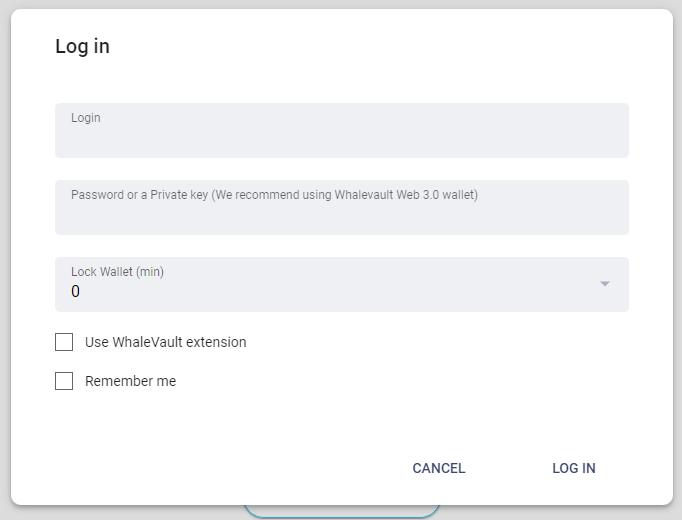 Log in
Login
Password or a Private key (We recommend using Whalevault Web 3.0 wallet)
Lock Wallet (min)
0
Use WhaleVault extension
Remember me
CANCEL LOG IN